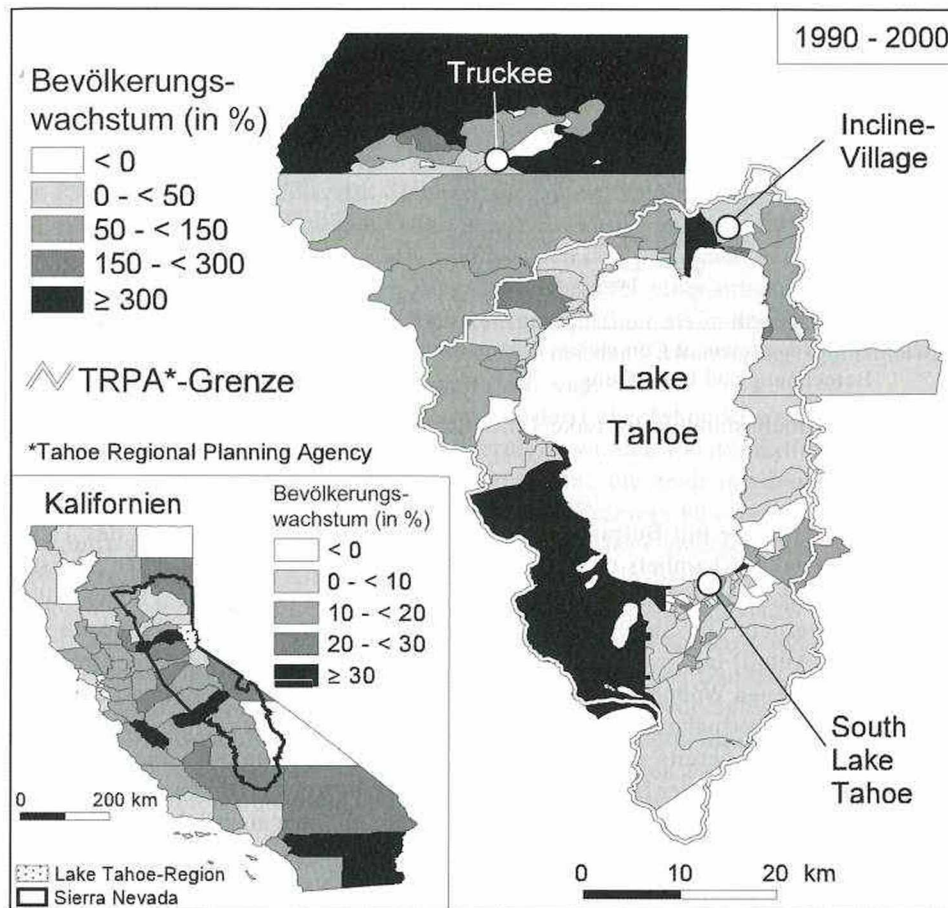 1990 - 2000
Bevölkerungs-
wachstum (in %)
< 0
0 - < 50
50 - < 150
150 - < 300
≥ 300
TRPA*-Grenze
*Tahoe Regional Planning Agency
Truckee
Incline-
Village
Lake
Tahoe
South
Lake
Tahoe
0 10 20 km
Kalifornien
Bevölkerungs-
wachstum (in %)
< 0
0 - < 10
10 - < 20
20 - < 30
≥ 30
0 200 km
Lake Tahoe-Region
Sierra Nevada